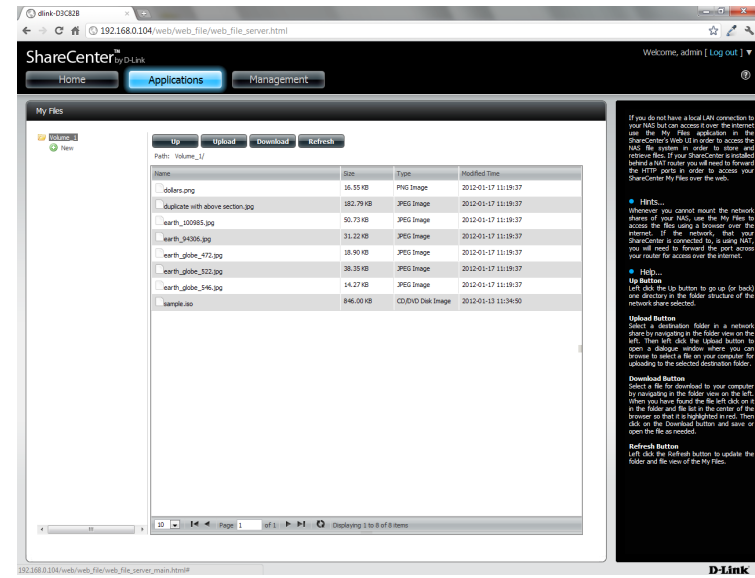 dlink-D3C82B
192.168.0.104/web/web_file/web_file_server.html
ShareCenter™ by D-Link
Welcome, admin [ Log out ]
Home
Applications
Management
My Files
Volume_1
New
Up
Upload
Download
Refresh
Path: Volume_1/
Name Size Type Modified Time
dollars.png 16.55 KB PNG Image 2012-01-17 11:19:37
duplicate with above section.jpg 182.79 KB JPEG Image 2012-01-17 11:19:37
earth_100985.jpg 50.73 KB JPEG Image 2012-01-17 11:19:37
earth_94306.jpg 31.22 KB JPEG Image 2012-01-17 11:19:37
earth_globe_472.jpg 18.90 KB JPEG Image 2012-01-17 11:19:37
earth_globe_522.jpg 38.35 KB JPEG Image 2012-01-17 11:19:37
earth_globe_546.jpg 14.27 KB JPEG Image 2012-01-17 11:19:37
sample.iso 846.00 KB CD/DVD Disk Image 2012-01-13 11:34:50
10 Page 1 of 1 Displaying 1 to 8 of 8 items
If you do not have a local LAN connection to
your NAS but can access it over the internet
use the My Files application in the
ShareCenter's Web UI in order to access the
NAS file system in order to store and
retrieve files. If your ShareCenter is installed
behind a NAT router you will need to forward
the HTTP ports in order to access your
ShareCenter My Files over the web.
Hints...
Whenever you cannot mount the network
shares of your NAS, use the My Files to
access the files using a browser over the
internet. If the network, that your
ShareCenter is connected to, is using NAT,
you will need to forward the port across
your router for access over the internet.
Help...
Up Button
Left click the Up button to go up (or back)
one directory in the folder structure of the
network share selected.
Upload Button
Select a destination folder in a network
share by navigating in the folder view on the
left. Then left click the Upload button to
open a dialogue window where you can
browse to select a file on your computer for
uploading to the selected destination folder.
Download Button
Select a file for download to your computer
by navigating in the folder view on the left.
When you have found the file left click on it
in the folder and file list in the center of the
browser so that it is highlighted in red. Then
click on the Download button and save or
open the file as needed.
Refresh Button
Left click the Refresh button to update the
folder and file view of the My Files.
192.168.0.104/web/web_file/web_file_server_main.html#
D-Link